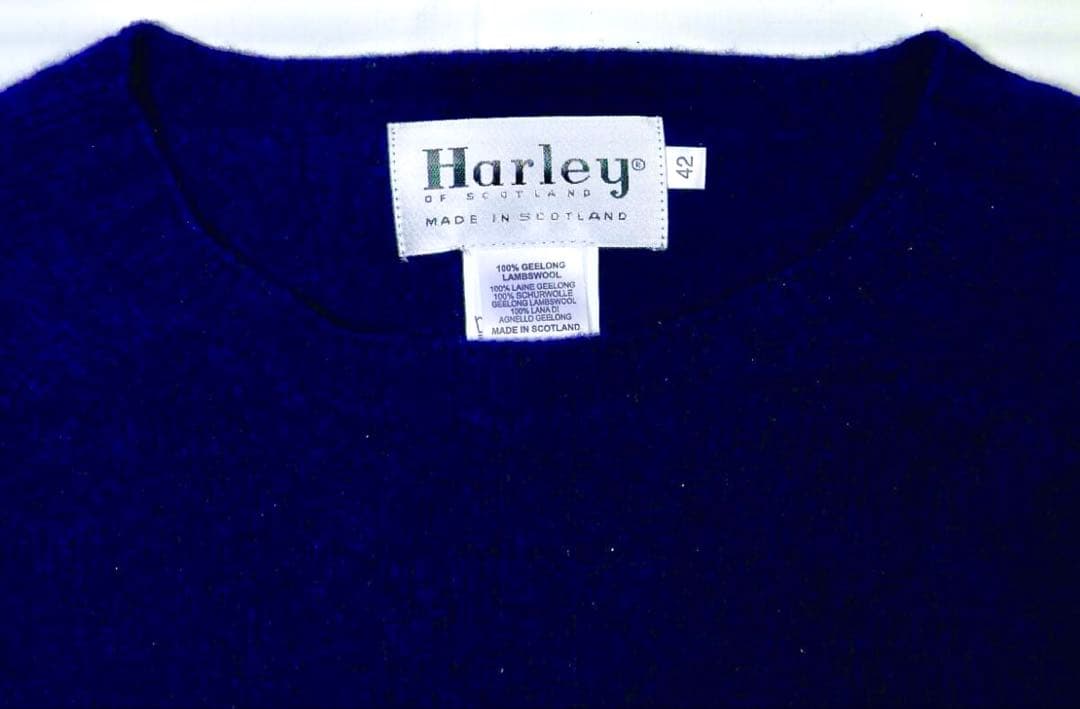 Harley®
OF SCOTLAND
MADE IN SCOTLAND
42
100% GEELONG
LAMBSWOOL
100% LAINE GEELONG
100% SCHURWOLLE
GEELONG LAMBSWOOL
100% LANA DI
AGNELLO GEELONG
MADE IN SCOTLAND